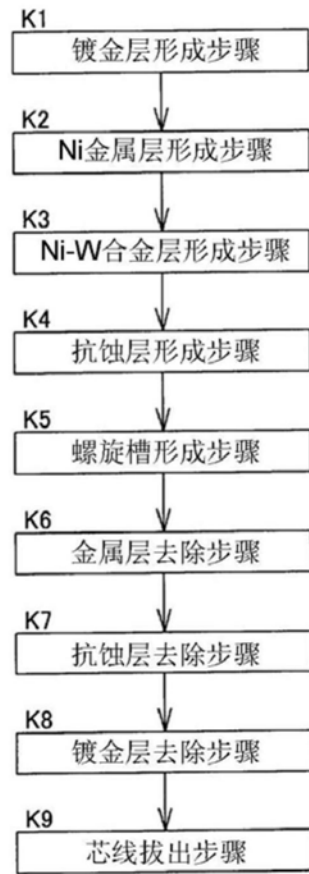 K1
镀金层形成步骤
K2
Ni金属层形成步骤
K3
Ni-W合金层形成步骤
K4
抗蚀层形成步骤
K5
螺旋槽形成步骤
K6
金属层去除步骤
K7
抗蚀层去除步骤
K8
镀金层去除步骤
K9
芯线拔出步骤